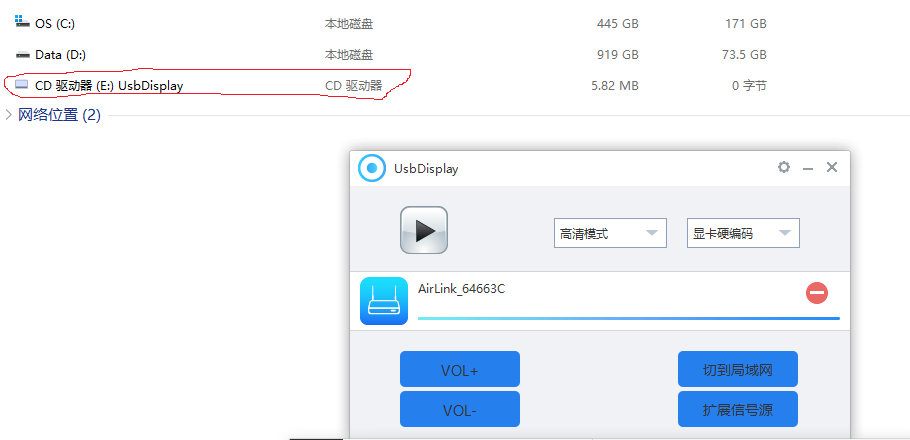 OS (C:) 本地磁盘 445 GB 171 GB
Data (D:) 本地磁盘 919 GB 73.5 GB
CD 驱动器 (E:) UsbDisplay CD 驱动器 5.82 MB 0 字节
网络位置 (2)
UsbDisplay
高清模式 显卡硬编码
AirLink_64663C
VOL+ 切到局域网
VOL- 扩展信号源